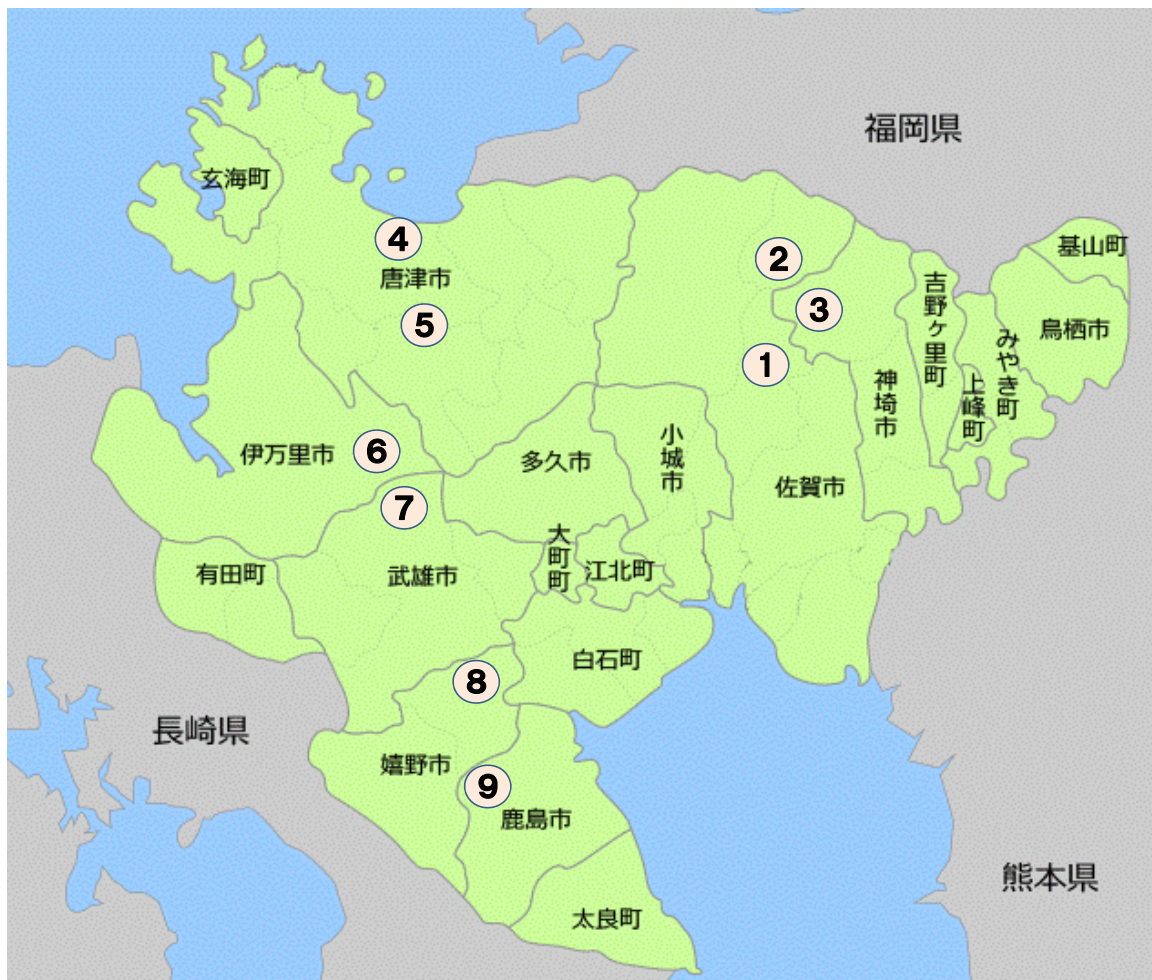 福岡県
玄海町
基山町
④
唐津市
②
吉野ヶ里町
③
鳥栖市
⑤
みやき町
①
神埼市
上峰町
小城市
伊万里市
⑥
多久市
佐賀市
⑦
大町町
江北町
有田町
武雄市
白石町
⑧
長崎県
嬉野市
⑨
鹿島市
熊本県
太良町